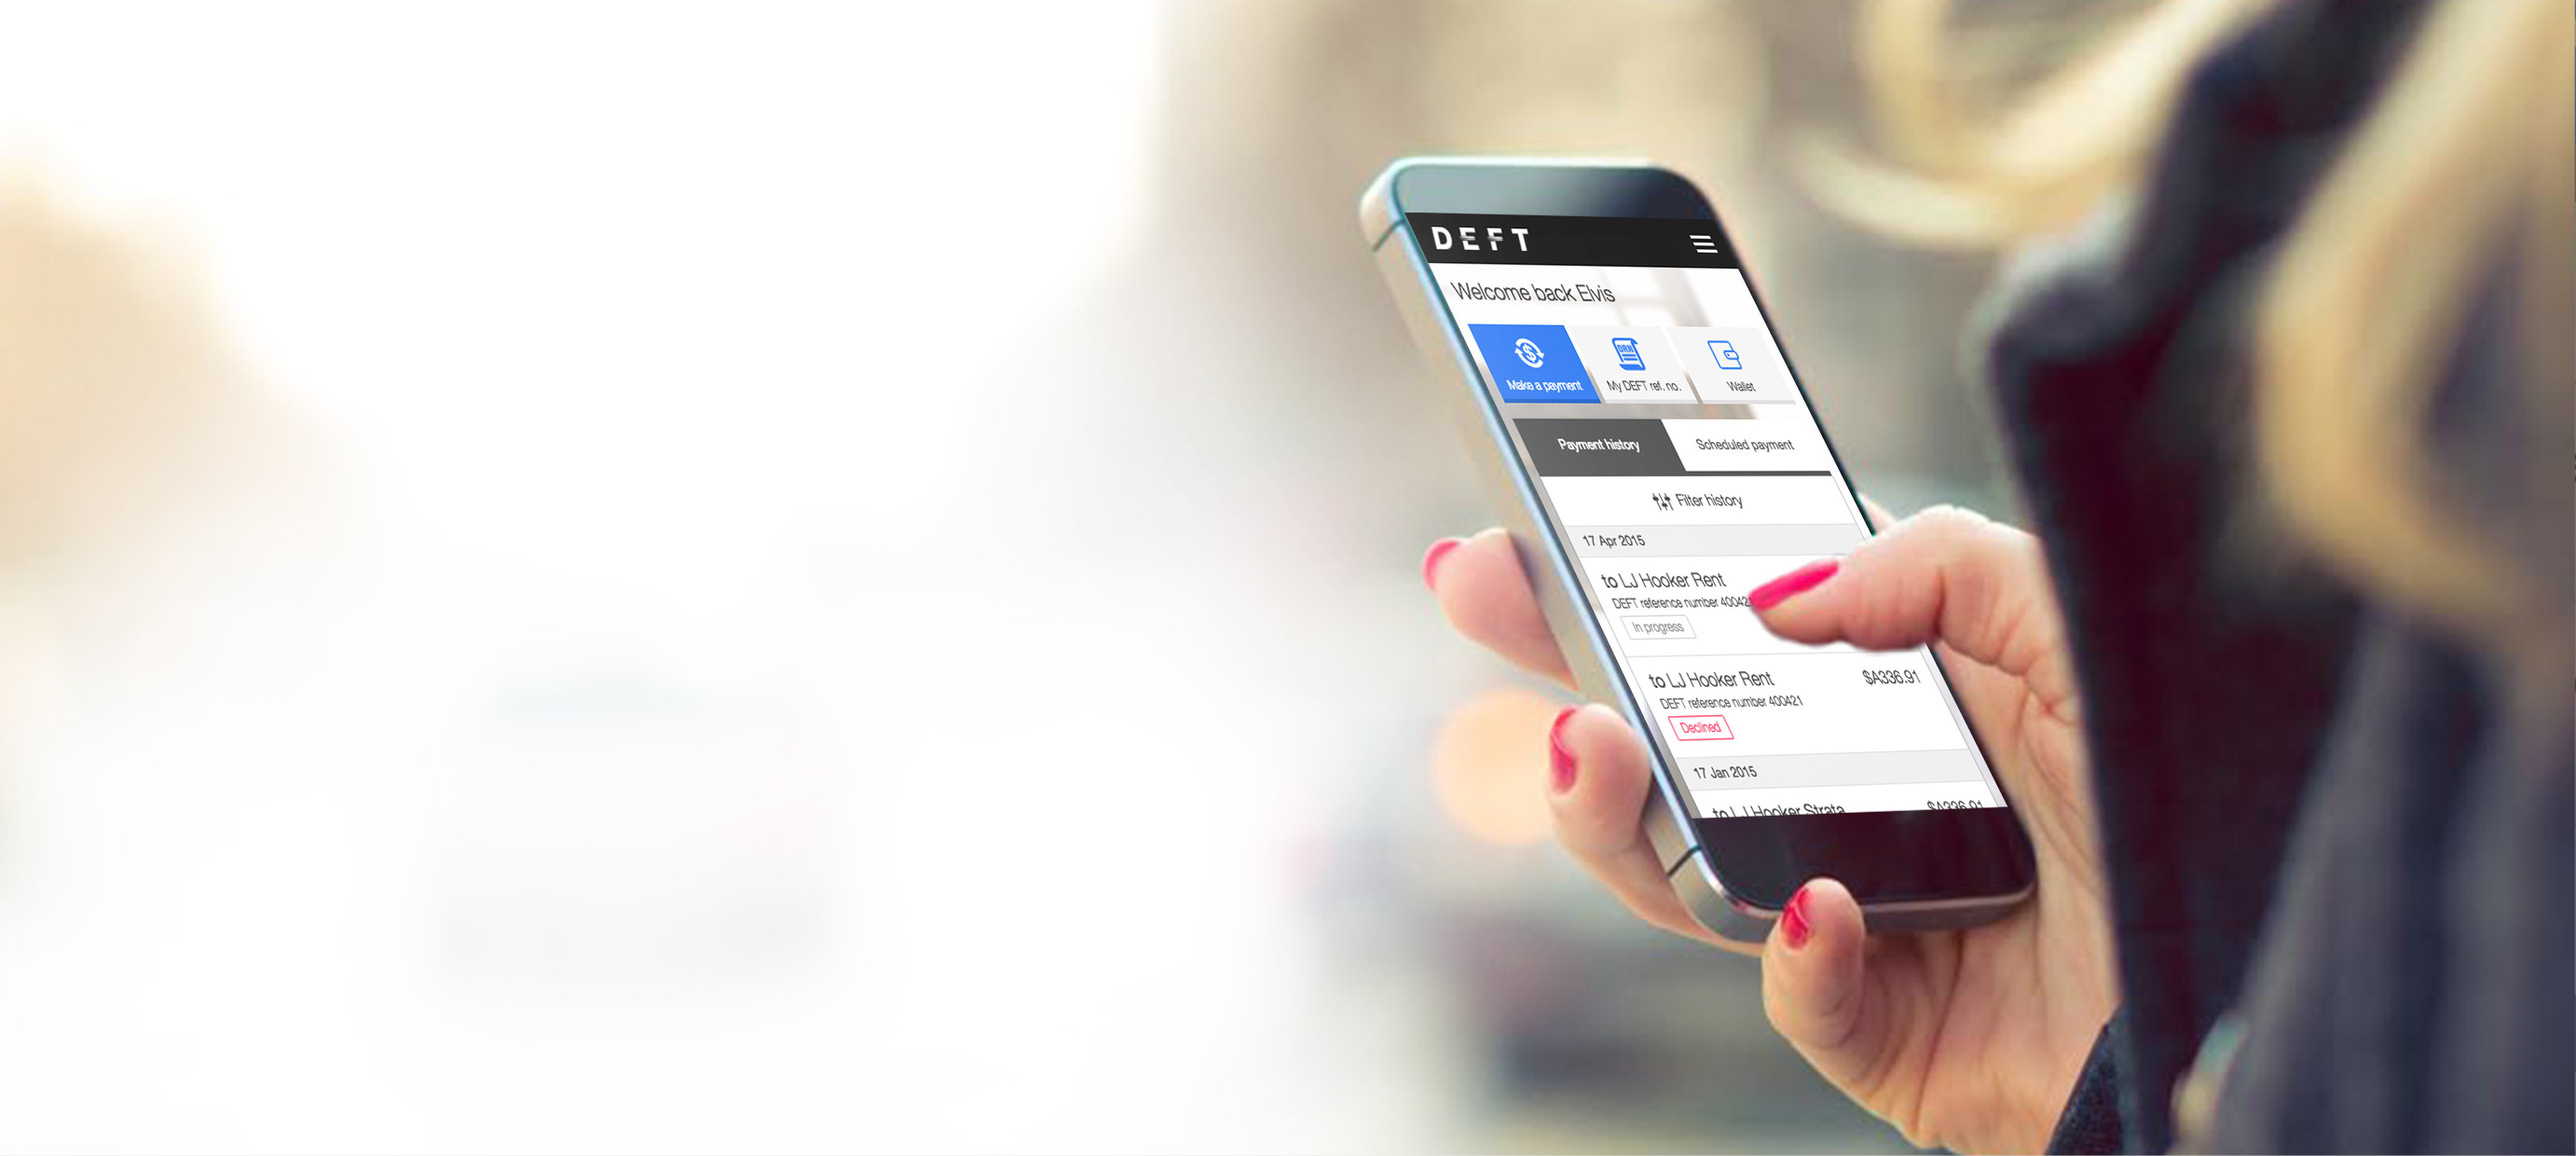 DEFT
Welcome back Elvis
DRN
Make a payment
My DEFT ref. no.
Wallet
Payment history
Scheduled payment
Filter history
17 Apr 2015
to LJ Hooker Rent
DEFT reference number 40042
In progress
to LJ Hooker Rent
$A336.91
DEFT reference number 400421
Declined
17 Jan 2015
to LJ Hooker Strata
$A336.91